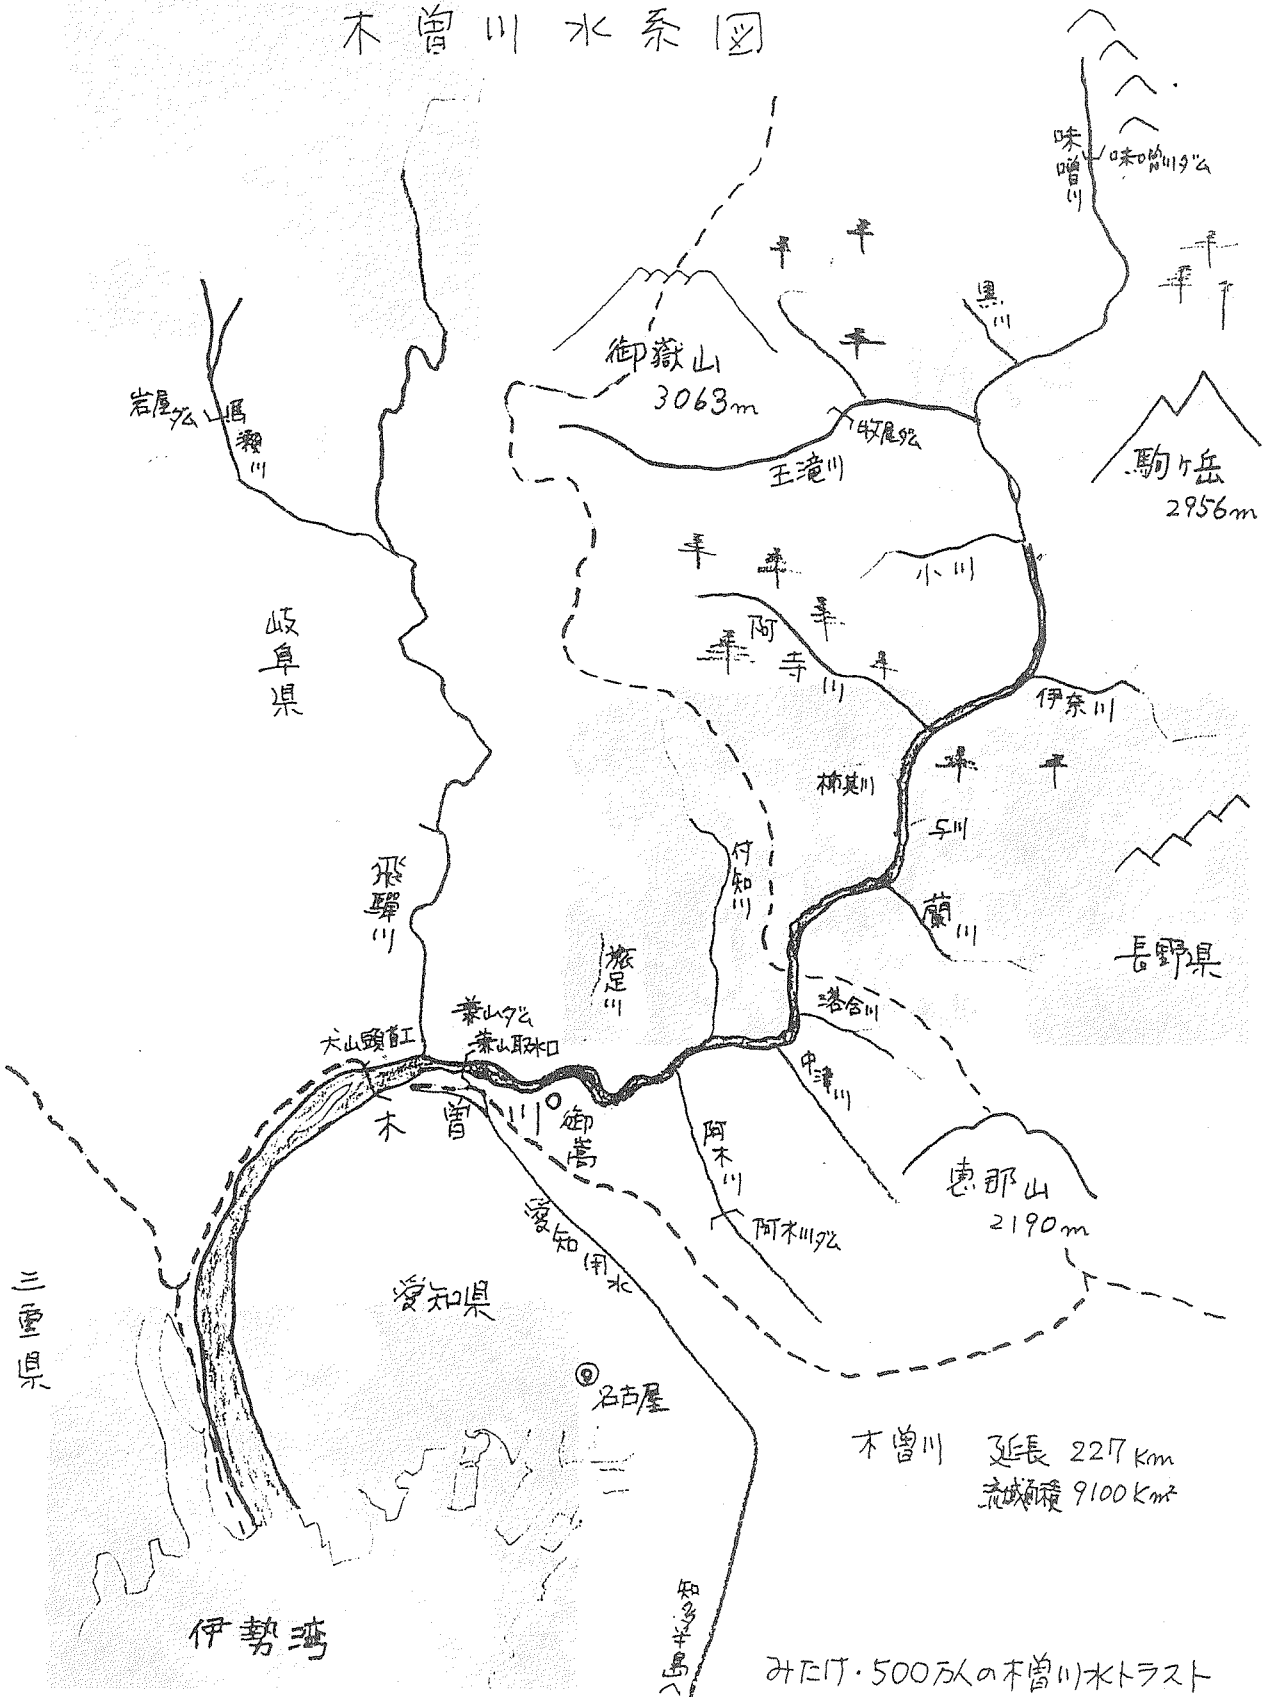 木曽川水系図
味噌川
味噌川ダム
黒川
御嶽山
3063m
岩屋ダム
馬瀬川
牧尾ダム
王滝川
駒ヶ岳
2956m
小川
岐阜県
阿寺川
伊奈川
柿其川
与川
付知川
蘭川
飛驒川
旅足川
長野県
落合川
犬山頭首工
兼山ダム
兼山取水口
中津川
木曽川
御嵩
阿木川
恵那山
2190m
阿木川ダム
愛知用水
三重県
愛知県
名古屋
木曽川 延長 227Km
流域面積 9100Km²
知多半島へ
伊勢湾
みたけ・500万人の木曽川水トラスト